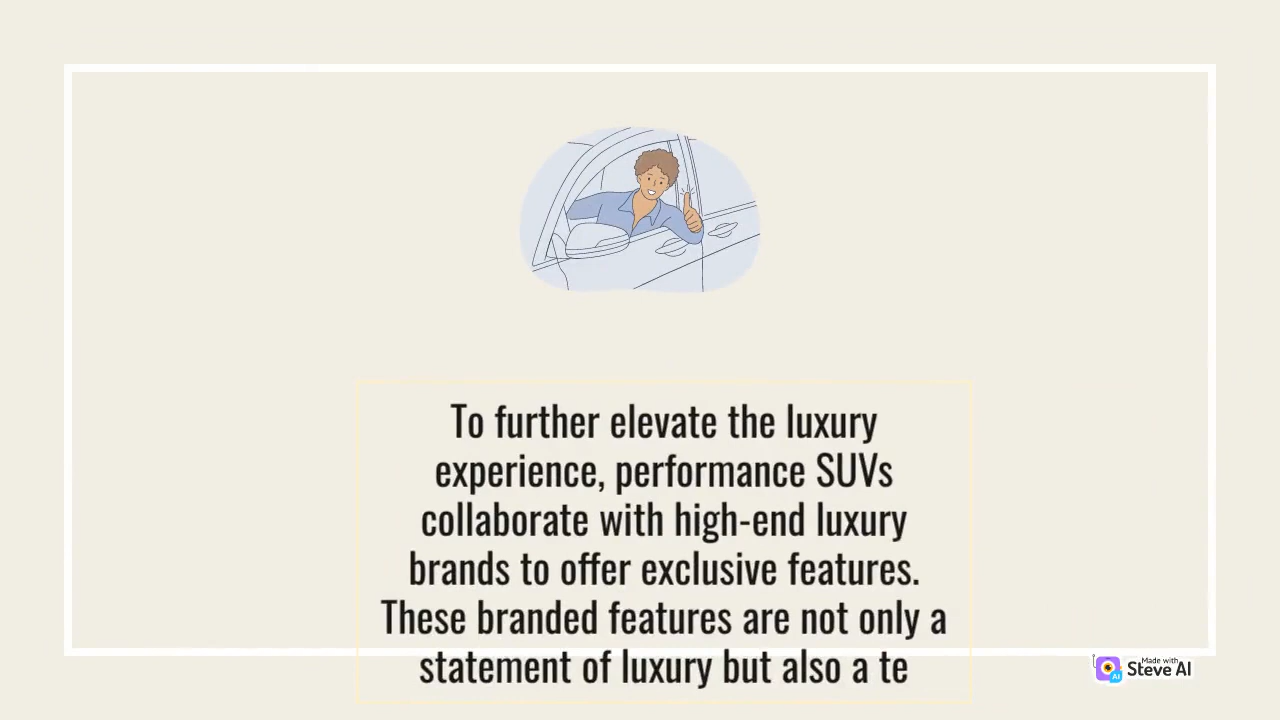 To further elevate the luxury
experience, performance SUVs
collaborate with high-end luxury
brands to offer exclusive features.
These branded features are not only a
statement of luxury but also a te
Made with
Steve AI
AI